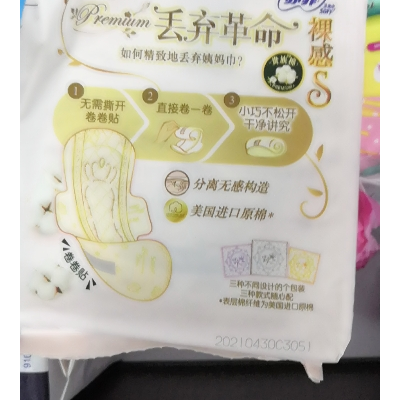 Premium 丢弃革命
如何精致地丢弃姨妈巾?
裸感S
1
无需撕开
卷卷贴
2
直接卷一卷
3
小巧不松开
干净讲究
分离无感构造
美国进口原棉*
卷卷贴
三种不同设计的个包装
三种款式随心配
*表层棉纤维为美国进口原棉
20210430C3051